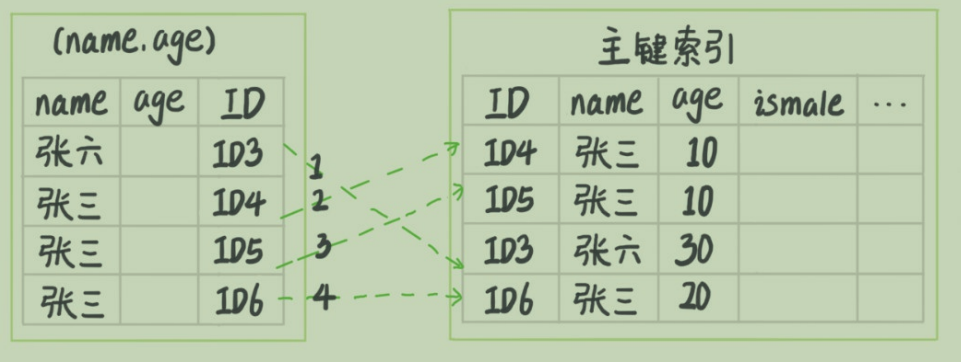 (name.age)
name age ID
张六 ID3
张三 ID4
张三 ID5
张三 ID6
1
2
3
4
主键索引
ID name age ismale ...
ID4 张三 10
ID5 张三 10
ID3 张六 30
ID6 张三 20